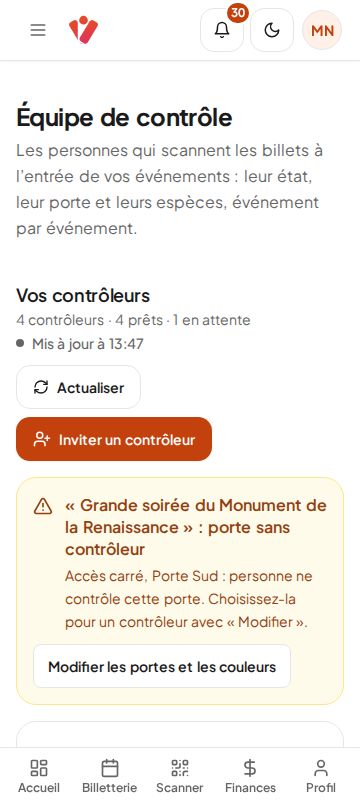 30
MN
Équipe de contrôle
Les personnes qui scannent les billets à
l'entrée de vos événements : leur état,
leur porte et leurs espèces, événement
par événement.
Vos contrôleurs
4 contrôleurs · 4 prêts · 1 en attente
Mis à jour à 13:47
Actualiser
Inviter un contrôleur
« Grande soirée du Monument de
la Renaissance » : porte sans
contrôleur
Accès carré, Porte Sud : personne ne
contrôle cette porte. Choisissez-la
pour un contrôleur avec « Modifier ».
Modifier les portes et les couleurs
Accueil
Billetterie
Scanner
Finances
Profil